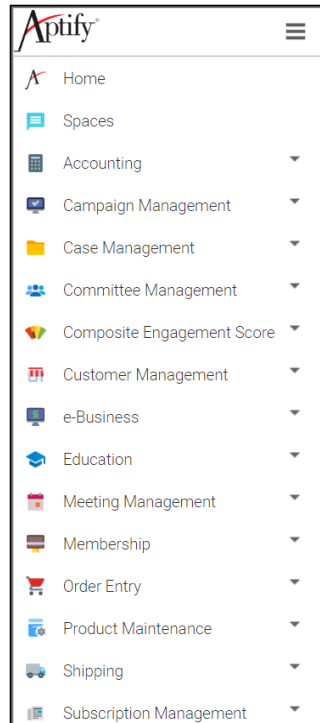 Aptify®
Home
Spaces
Accounting
Campaign Management
Case Management
Committee Management
Composite Engagement Score
Customer Management
e-Business
Education
Meeting Management
Membership
Order Entry
Product Maintenance
Shipping
Subscription Management